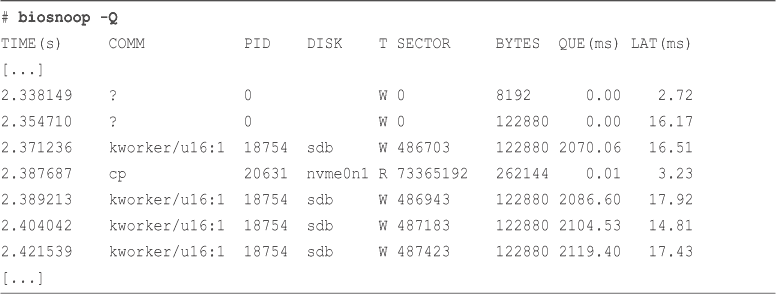 # biosnoop -Q
TIME(s) COMM PID DISK T SECTOR BYTES QUE(ms) LAT(ms)
[...]
2.338149 ? 0 W 0 8192 0.00 2.72
2.354710 ? 0 W 0 122880 0.00 16.17
2.371236 kworker/u16:1 18754 sdb W 486703 122880 2070.06 16.51
2.387687 cp 20631 nvme0n1 R 73365192 262144 0.01 3.23
2.389213 kworker/u16:1 18754 sdb W 486943 122880 2086.60 17.92
2.404042 kworker/u16:1 18754 sdb W 487183 122880 2104.53 14.81
2.421539 kworker/u16:1 18754 sdb W 487423 122880 2119.40 17.43
[...]